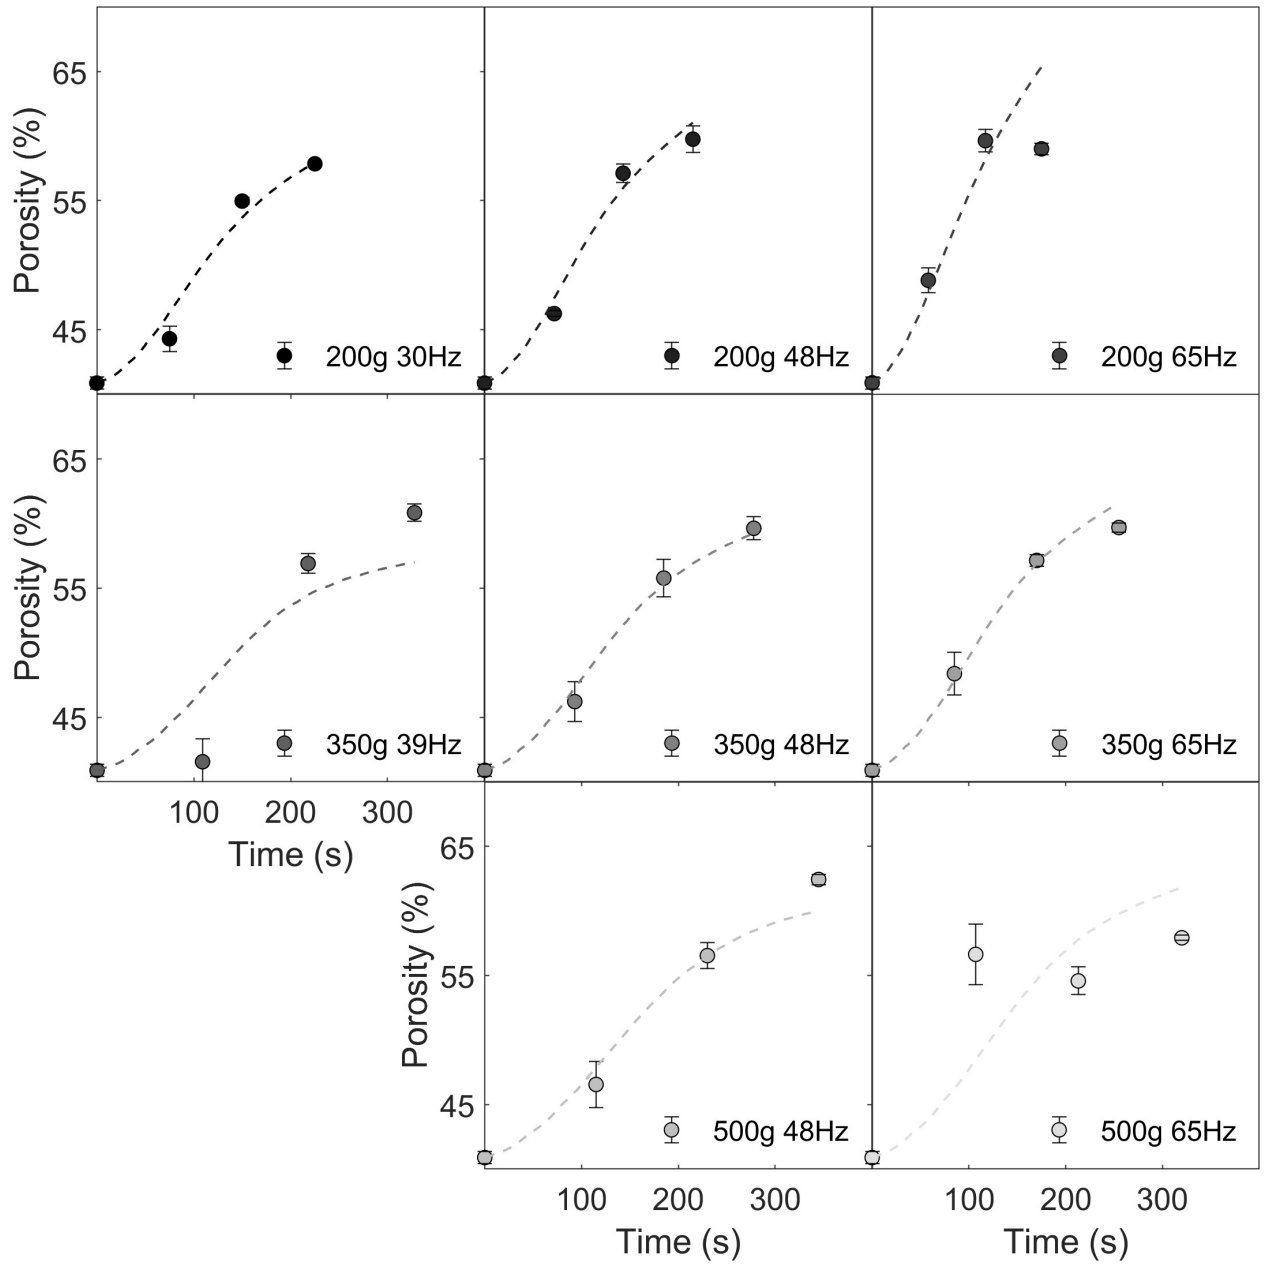 65
55
45
Porosity (%)
200g 30Hz
200g 48Hz
200g 65Hz
65
55
45
Porosity (%)
350g 39Hz
350g 48Hz
350g 65Hz
100 200 300
Time (s)
65
55
45
Porosity (%)
500g 48Hz
500g 65Hz
100 200 300
100 200 300
Time (s)
Time (s)